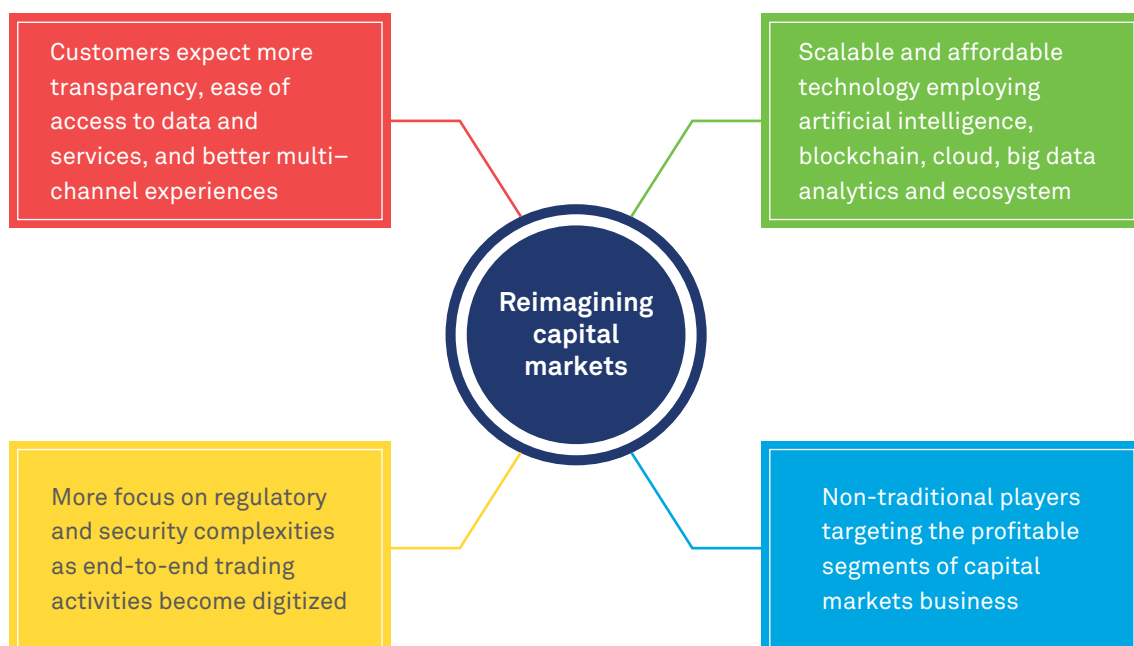 Customers expect more
transparency, ease of
access to data and
services, and better multi–
channel experiences
Scalable and affordable
technology employing
artificial intelligence,
blockchain, cloud, big data
analytics and ecosystem
Reimagining
capital
markets
More focus on regulatory
and security complexities
as end-to-end trading
activities become digitized
Non-traditional players
targeting the profitable
segments of capital
markets business